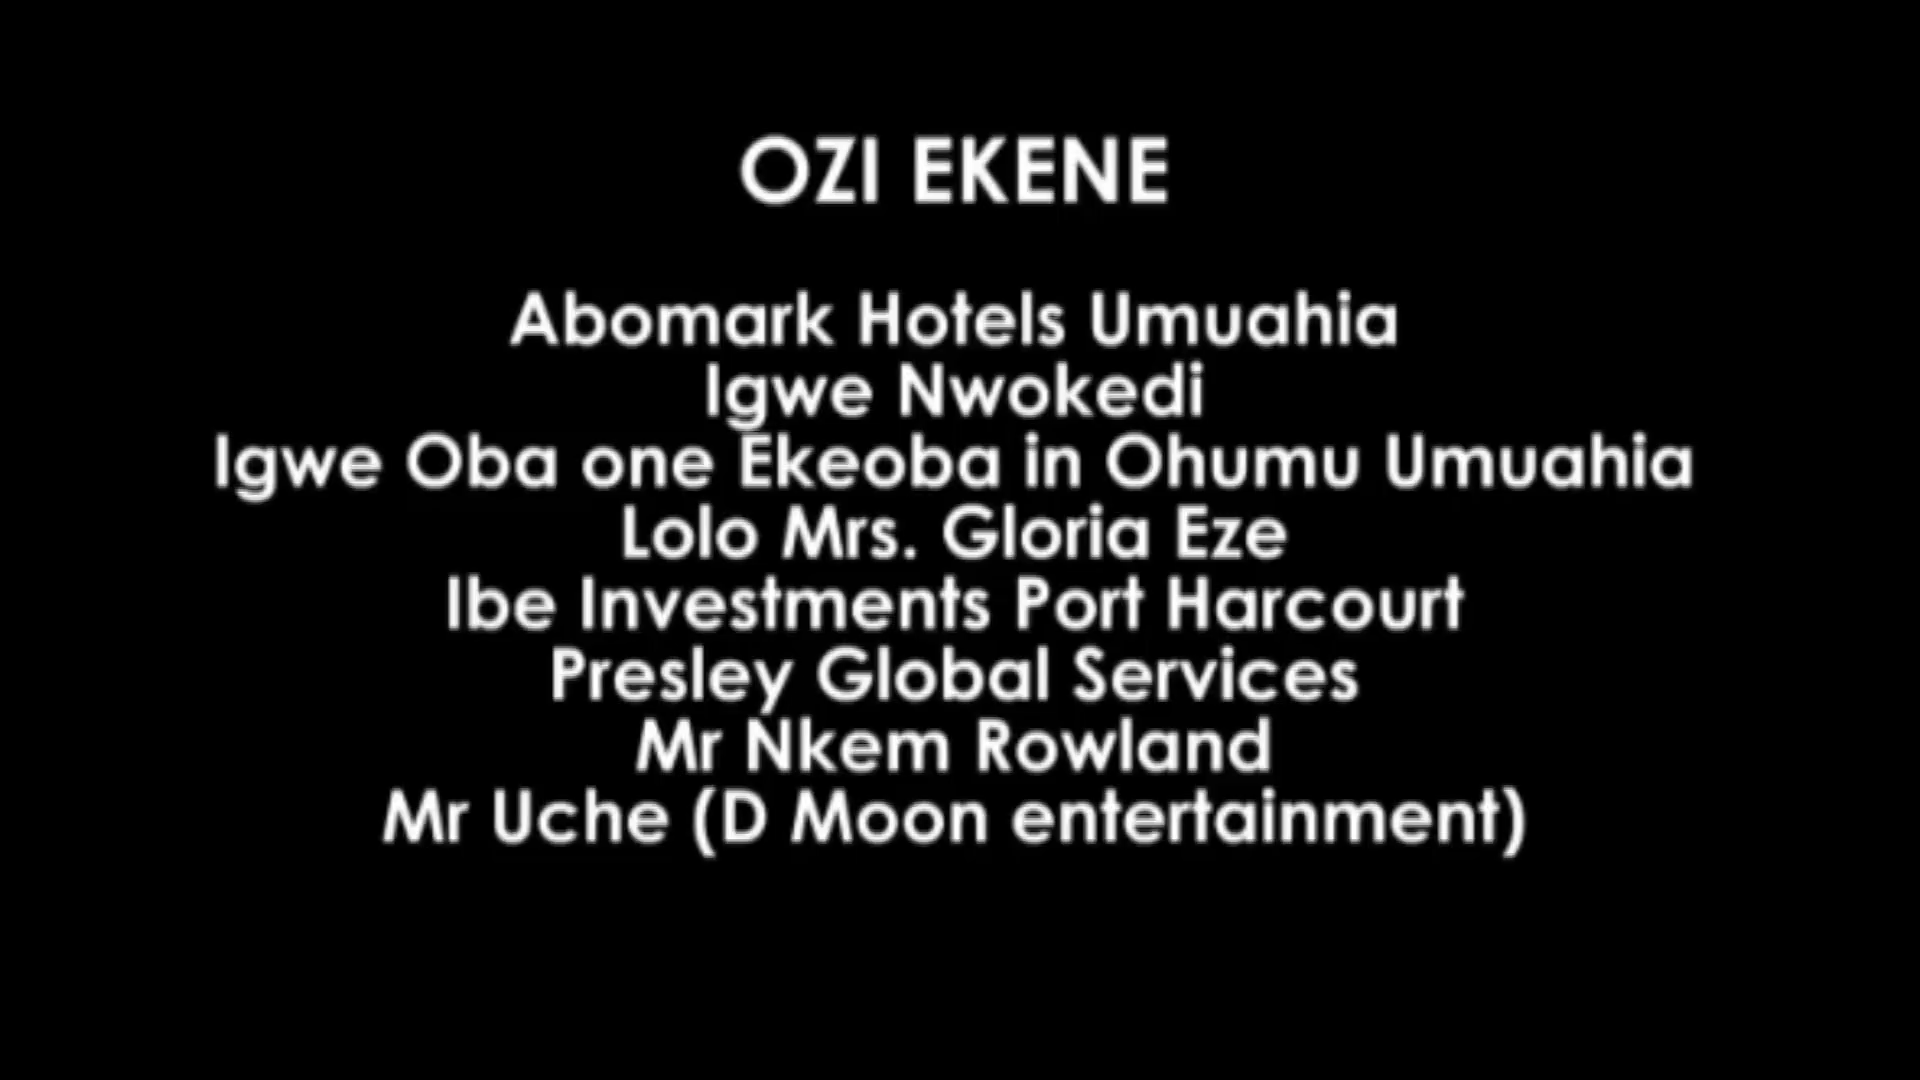 OZI EKENE
Abomark Hotels Umuahia
Igwe Nwokedi
Igwe Oba one Ekeoba in Ohumu Umuahia
Lolo Mrs. Gloria Eze
Ibe Investments Port Harcourt
Presley Global Services
Mr Nkem Rowland
Mr Uche (D Moon entertainment)